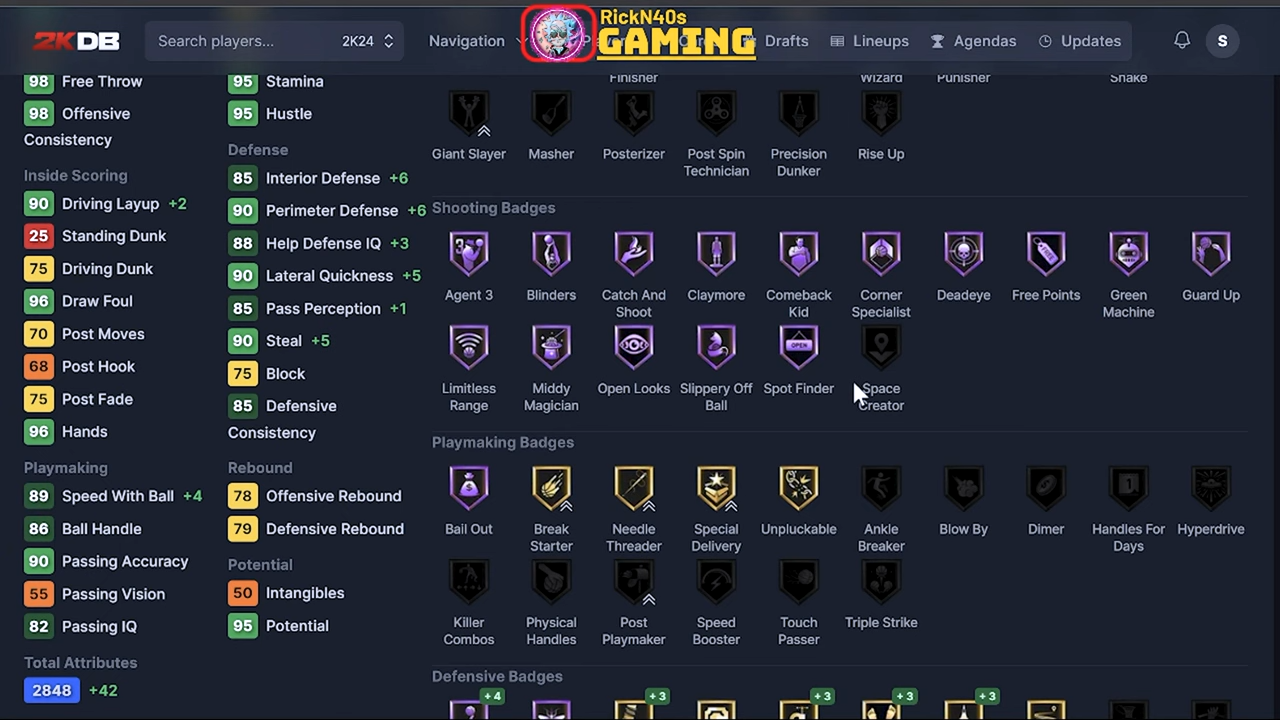 2KDB
Search players...
2K24
Navigation
RickN40s
GAMING
Drafts
Lineups
Agendas
Updates
S
98 Free Throw
98 Offensive
Consistency
Inside Scoring
90 Driving Layup +2
25 Standing Dunk
75 Driving Dunk
96 Draw Foul
70 Post Moves
68 Post Hook
75 Post Fade
96 Hands
Playmaking
89 Speed With Ball +4
86 Ball Handle
90 Passing Accuracy
55 Passing Vision
82 Passing IQ
Total Attributes
2848 +42
95 Stamina
95 Hustle
Defense
85 Interior Defense +6
90 Perimeter Defense +6
88 Help Defense IQ +3
90 Lateral Quickness +5
85 Pass Perception +1
90 Steal +5
75 Block
85 Defensive
Consistency
Rebound
78 Offensive Rebound
79 Defensive Rebound
Potential
50 Intangibles
95 Potential
Finisher Wizard Punisher Shake
Giant Slayer
Masher
Posterizer
Post Spin
Technician
Precision
Dunker
Rise Up
Shooting Badges
Agent 3
Blinders
Catch And
Shoot
Claymore
Comeback
Kid
Corner
Specialist
Deadeye
Free Points
Green
Machine
Guard Up
Limitless
Range
Middy
Magician
Open Looks
Slippery Off
Ball
OPEN
Spot Finder
Space
Creator
Playmaking Badges
Bail Out
Break
Starter
Needle
Threader
Special
Delivery
Unpluckable
Ankle
Breaker
Blow By
Dimer
Handles For
Days
Hyperdrive
Killer
Combos
Physical
Handles
Post
Playmaker
Speed
Booster
Touch
Passer
Triple Strike
Defensive Badges
+4 +3 +3 +3 +3